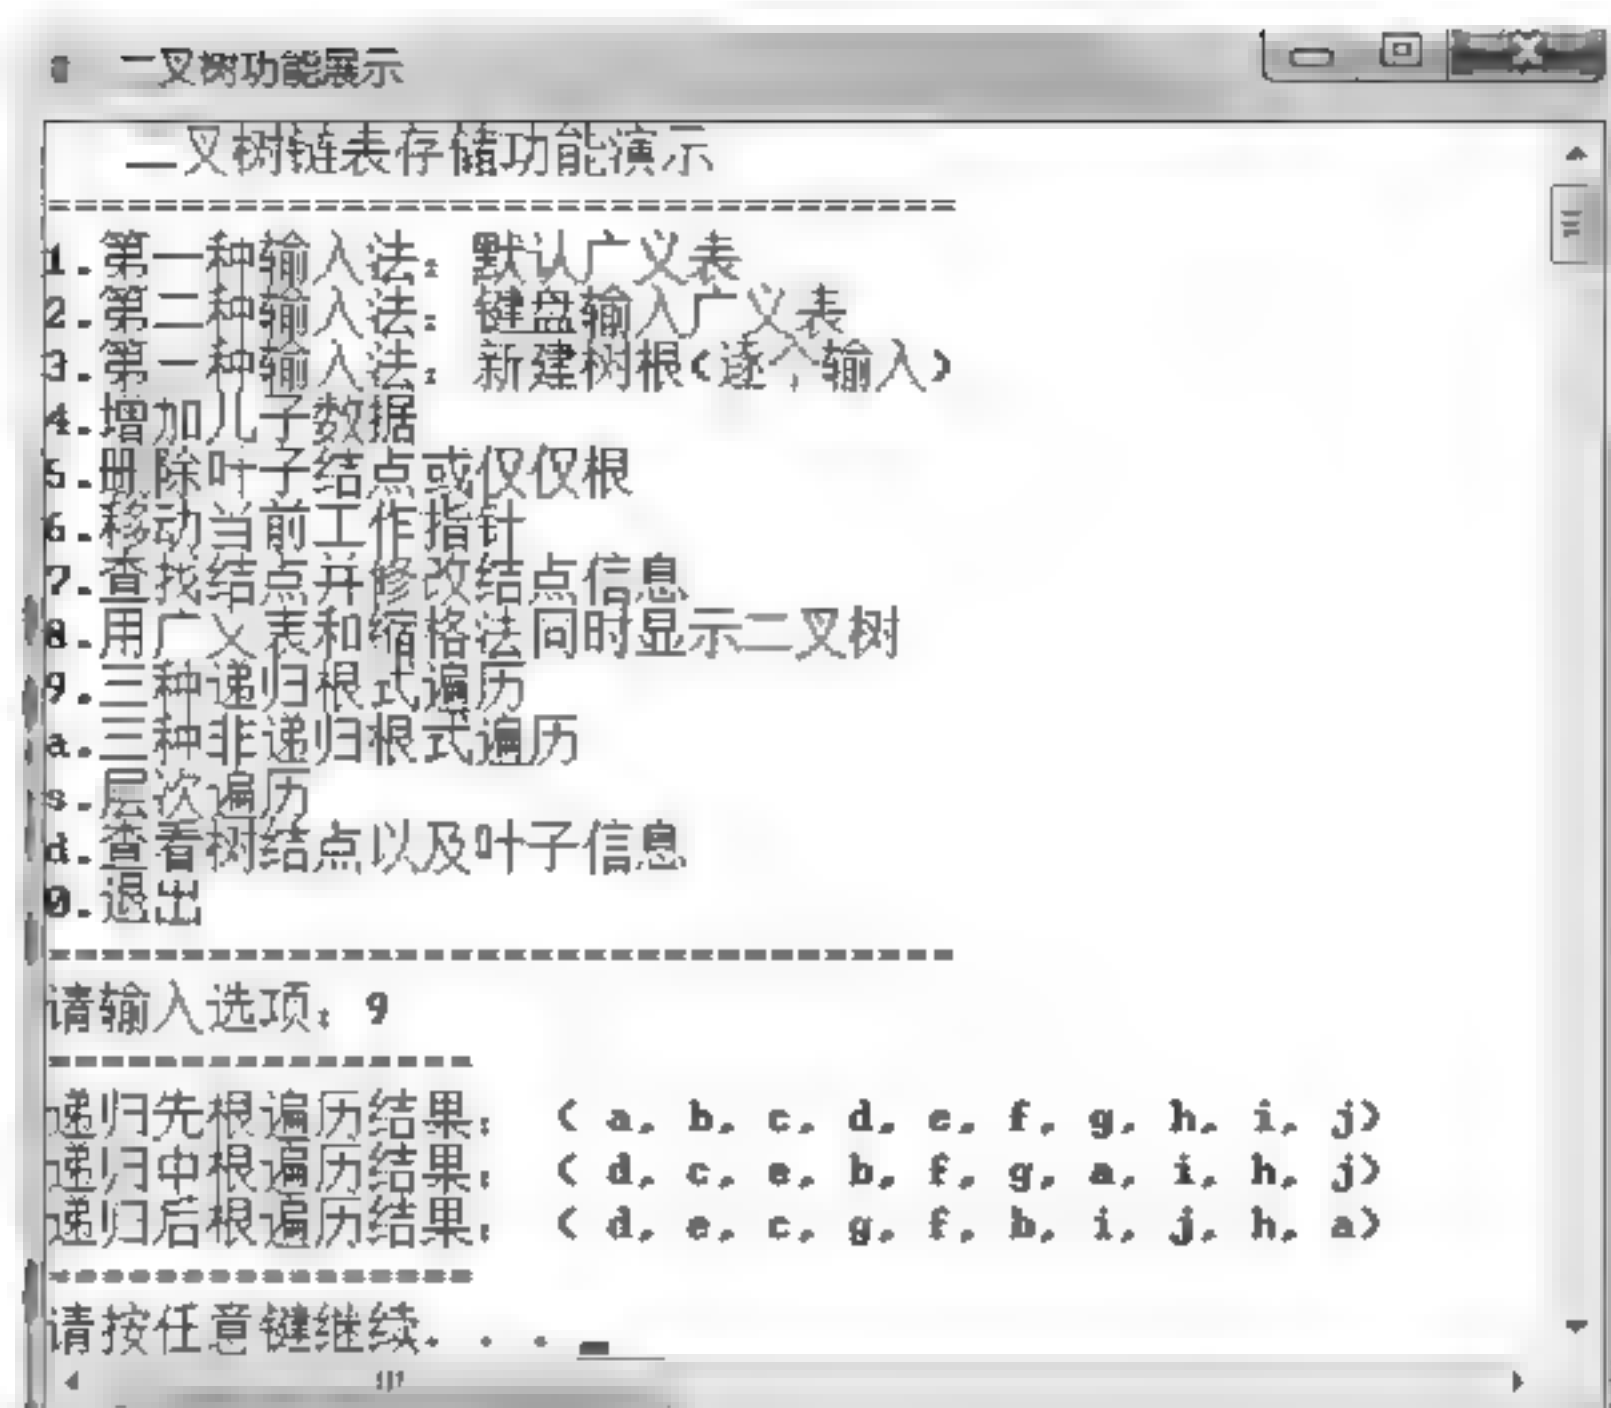 二叉树功能展示
二叉树链表存储功能演示
==================================
1.第一种输入法：默认广义表
2.第二种输入法：键盘输入广义表
3.第一种输入法：新建树根(逐个输入)
4.增加儿子数据
5.删除叶子结点或仅仅根
6.移动当前工作指针
7.查找结点并修改结点信息
8.用广义表和缩格法同时显示二叉树
9.三种递归根式遍历
a.三种非递归根式遍历
s.层次遍历
d.查看树结点以及叶子信息
0.退出
----------------------------------
请输入选项：9
----------------
递归先根遍历结果： ( a, b, c, d, e, f, g, h, i, j)
递归中根遍历结果： ( d, c, e, b, f, g, a, i, h, j)
递归后根遍历结果： ( d, e, c, g, f, b, i, j, h, a)
----------------
请按任意键继续. . .